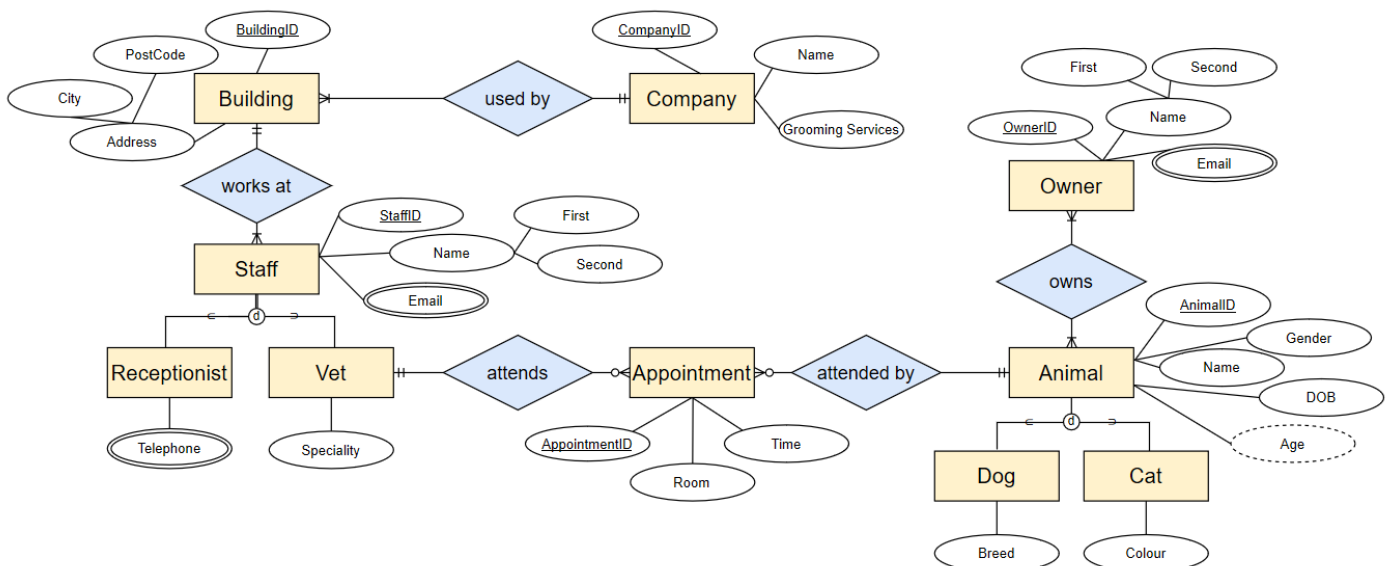 BuildingID
CompanyID
PostCode
Name
First
Second
City
Building
used by
Company
Address
Grooming Services
OwnerID
Name
Email
works at
Owner
StaffID
First
Name
Second
Staff
Email
owns
AnimalID
d
Gender
Receptionist
Vet
attends
Appointment
attended by
Animal
Name
DOB
d
Telephone
Speciality
AppointmentID
Time
Age
Room
Dog
Cat
Breed
Colour